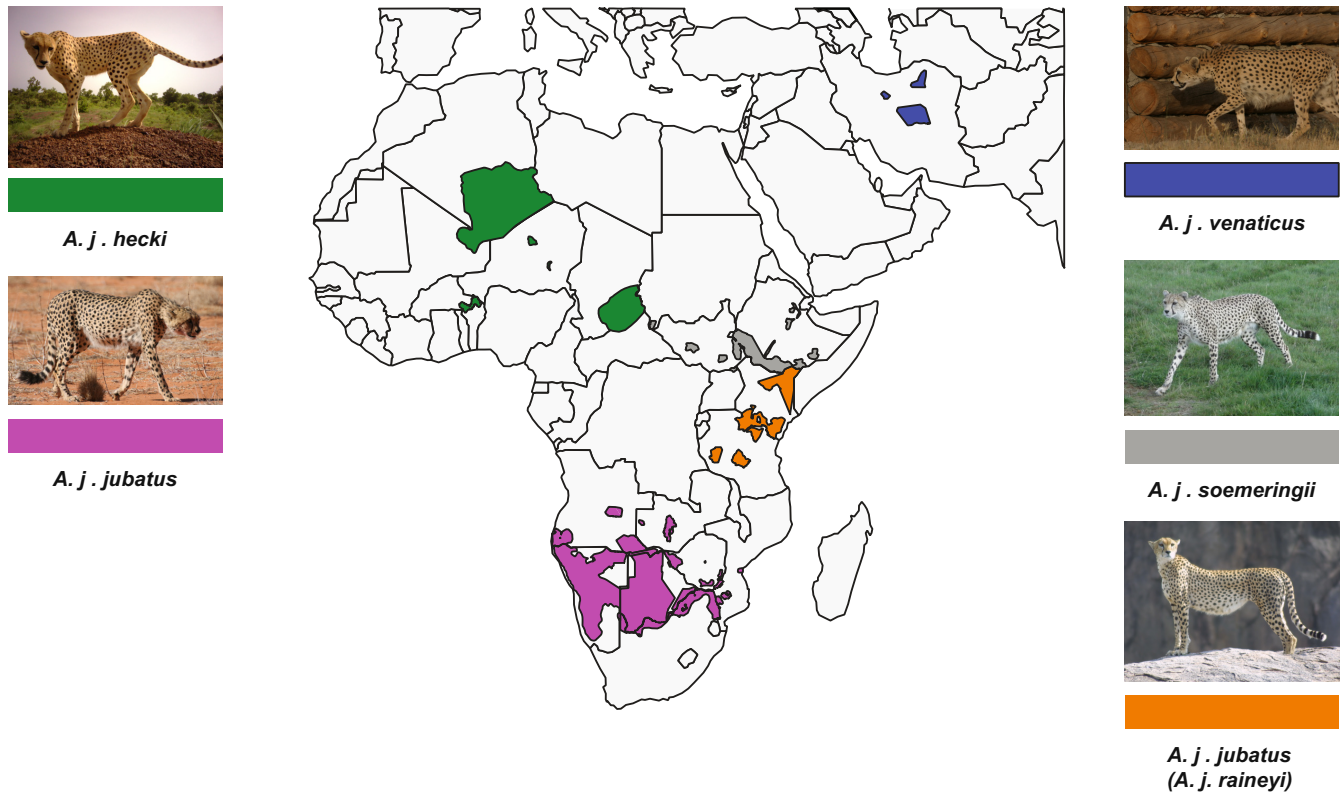 A. j . hecki
A. j . jubatus
A. j . venaticus
A. j . soemeringii
A. j . jubatus
(A. j. raineyi)